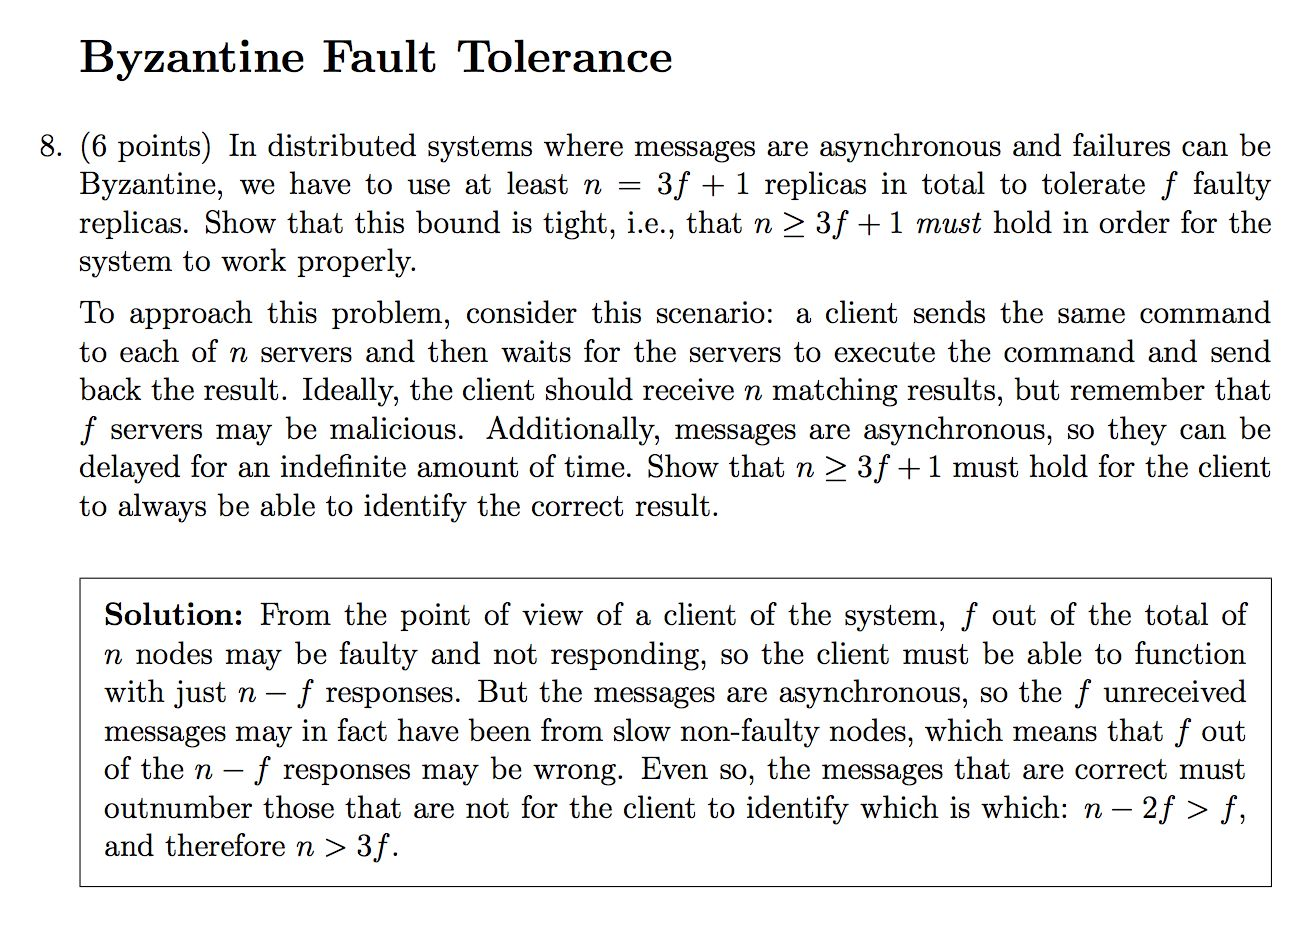 Byzantine Fault Tolerance
8. (6 points) In distributed systems where messages are asynchronous and failures can be
Byzantine, we have to use at least n = 3f + 1 replicas in total to tolerate f faulty
replicas. Show that this bound is tight, i.e., that n ≥ 3f + 1 must hold in order for the
system to work properly.
To approach this problem, consider this scenario: a client sends the same command
to each of n servers and then waits for the servers to execute the command and send
back the result. Ideally, the client should receive n matching results, but remember that
f servers may be malicious. Additionally, messages are asynchronous, so they can be
delayed for an indefinite amount of time. Show that n ≥ 3f + 1 must hold for the client
to always be able to identify the correct result.
Solution: From the point of view of a client of the system, f out of the total of
n nodes may be faulty and not responding, so the client must be able to function
with just n − f responses. But the messages are asynchronous, so the f unreceived
messages may in fact have been from slow non-faulty nodes, which means that f out
of the n − f responses may be wrong. Even so, the messages that are correct must
outnumber those that are not for the client to identify which is which: n − 2f > f,
and therefore n > 3f.